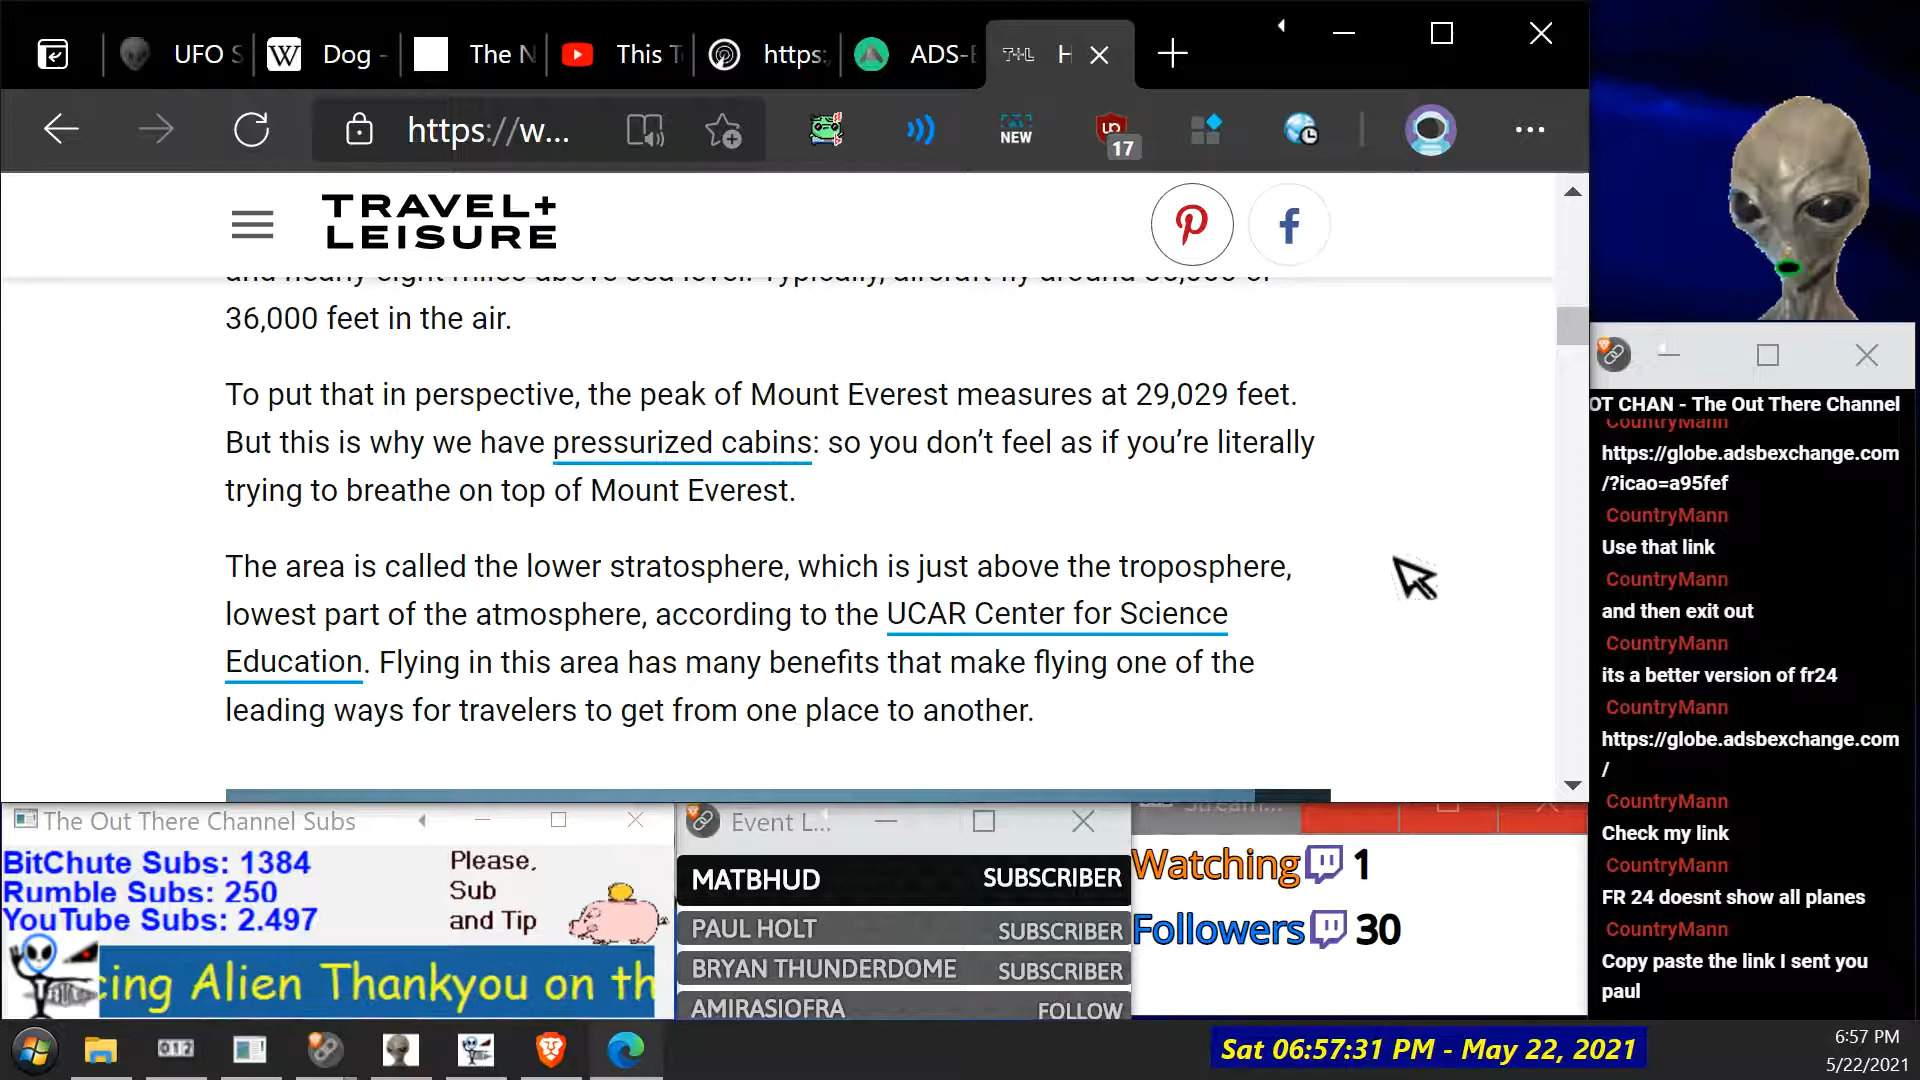 UFO S
Dog -
The N
This T
https:
ADS-E
H
https://w...
NEW
17
TRAVEL+
LEISURE
36,000 feet in the air.
To put that in perspective, the peak of Mount Everest measures at 29,029 feet.
But this is why we have pressurized cabins: so you don't feel as if you're literally
trying to breathe on top of Mount Everest.
The area is called the lower stratosphere, which is just above the troposphere,
lowest part of the atmosphere, according to the UCAR Center for Science
Education. Flying in this area has many benefits that make flying one of the
leading ways for travelers to get from one place to another.
OT CHAN - The Out There Channel
CountryMann
https://globe.adsbexchange.com
/?icao=a95fef
CountryMann
Use that link
CountryMann
and then exit out
CountryMann
its a better version of fr24
CountryMann
https://globe.adsbexchange.com
/
CountryMann
Check my link
CountryMann
FR 24 doesnt show all planes
CountryMann
Copy paste the link I sent you
paul
The Out There Channel Subs
BitChute Subs: 1384
Rumble Subs: 250
YouTube Subs: 2.497
Please,
Sub
and Tip
cing Alien Thankyou on th
Event L...
MATBHUD SUBSCRIBER
PAUL HOLT SUBSCRIBER
BRYAN THUNDERDOME SUBSCRIBER
AMIRASIOFRA FOLLOW
Watching 1
Followers 30
Sat 06:57:31 PM - May 22, 2021
6:57 PM
5/22/2021